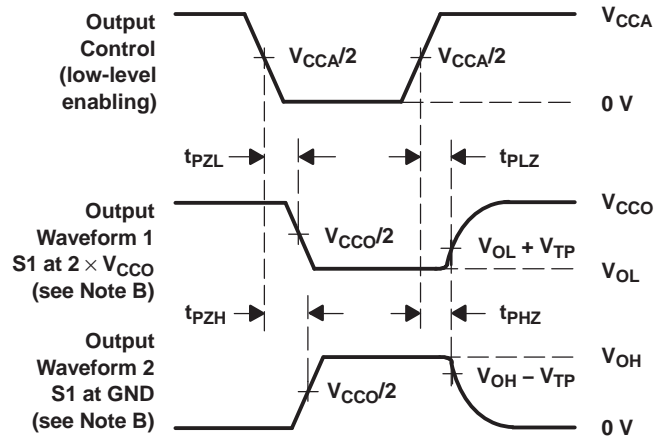 Output
Control
(low-level
enabling)
VCCA
VCCA/2
VCCA/2
0 V
tPZL
tPLZ
Output
Waveform 1
S1 at 2 × VCCO
(see Note B)
VCCO
VCCO/2
VOL + VTP
VOL
tPZH
tPHZ
Output
Waveform 2
S1 at GND
(see Note B)
VOH
VCCO/2
VOH – VTP
0 V